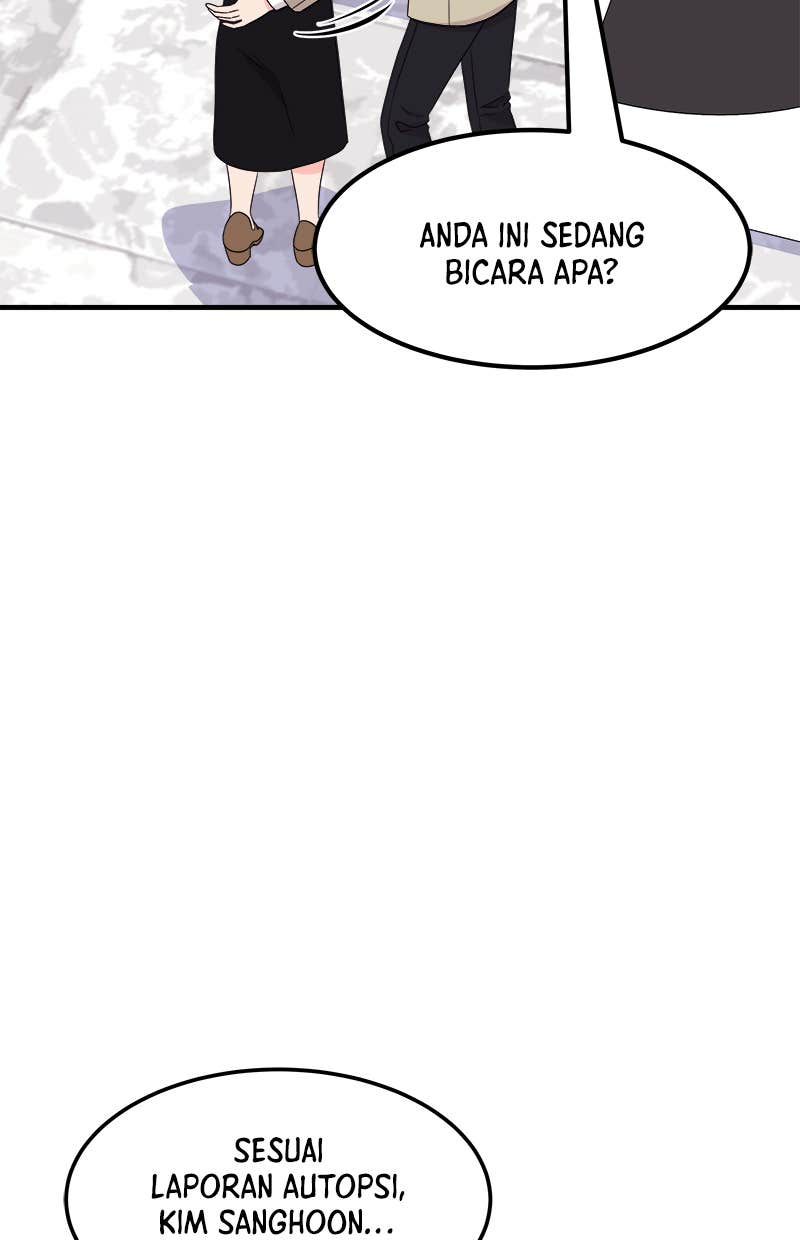 ANDA INI SEDANG
BICARA APA?
SESUAI
LAPORAN AUTOPSI,
KIM SANGHOON...